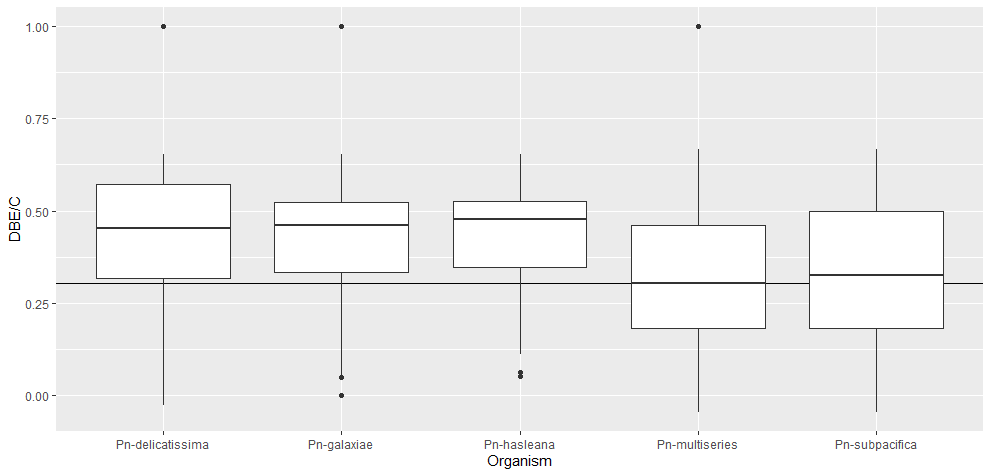 1.00
0.75
0.50
0.25
0.00
DBE/C
Pn-delicatissima
Pn-galaxiae
Pn-hasleana
Pn-multiseries
Pn-subpacifica
Organism